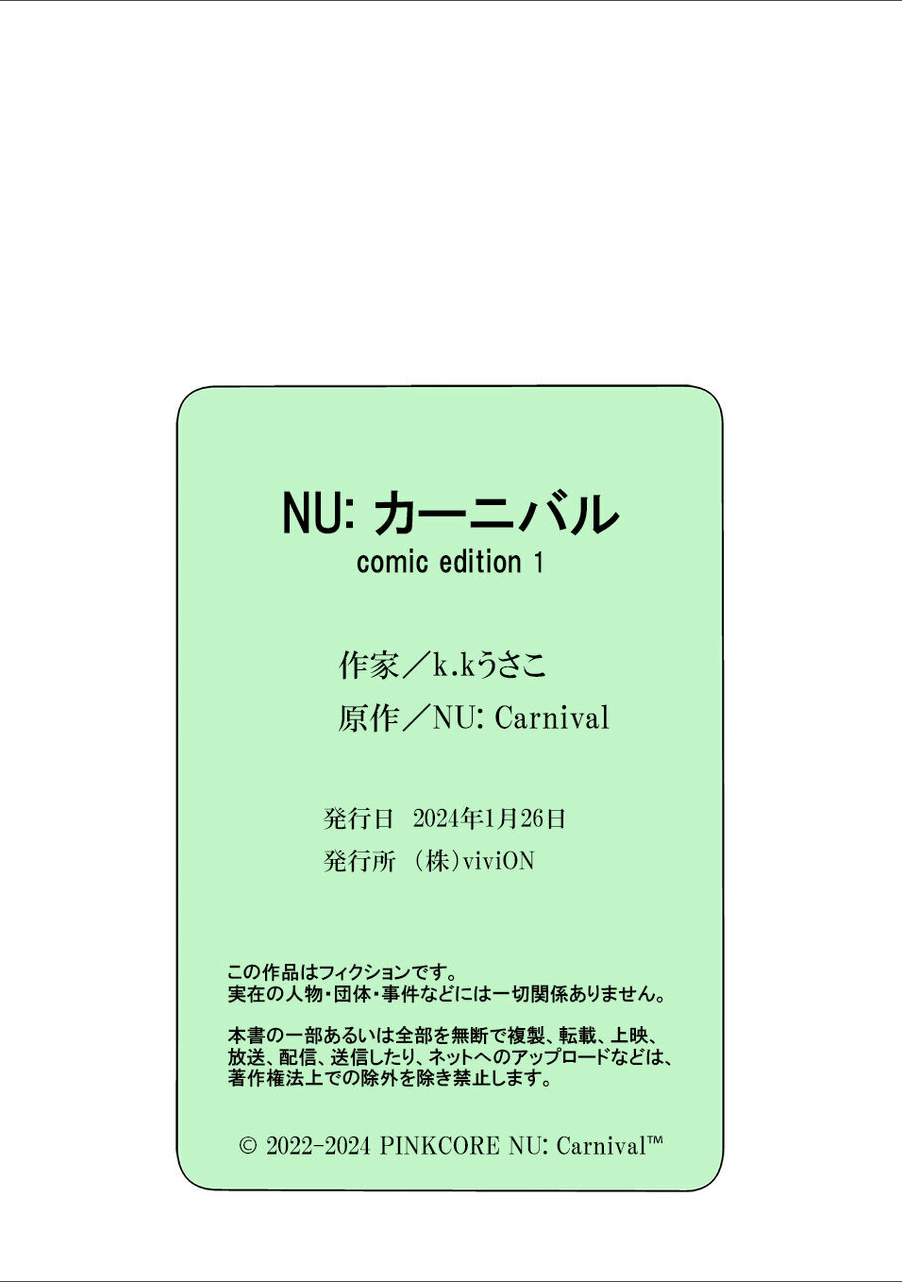 NU: カーニバル
comic edition 1
作家／k.kうさこ
原作／NU: Carnival
発行日 2024年1月26日
発行所 （株）viviON
この作品はフィクションです。
実在の人物・団体・事件などには一切関係ありません。
本書の一部あるいは全部を無断で複製、転載、上映、
放送、配信、送信したり、ネットへのアップロードなどは、
著作権法上での除外を除き禁止します。
© 2022-2024 PINKCORE NU: Carnival™